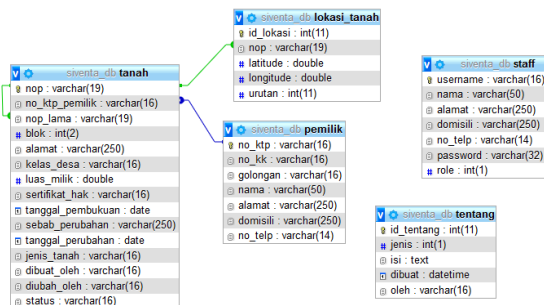 v siventa_db tanah
nop : varchar(19)
no_ktp_pemilik : varchar(16)
nop_lama : varchar(19)
# blok : int(2)
alamat : varchar(250)
kelas_desa : varchar(16)
# luas_milik : double
sertifikat_hak : varchar(16)
tanggal_pembukuan : date
sebab_perubahan : varchar(250)
tanggal_perubahan : date
jenis_tanah : varchar(16)
dibuat_oleh : varchar(16)
diubah_oleh : varchar(16)
status : varchar(16)
v siventa_db lokasi_tanah
id_lokasi : int(11)
nop : varchar(19)
# latitude : double
# longitude : double
# urutan : int(11)
v siventa_db pemilik
no_ktp : varchar(16)
no_kk : varchar(16)
golongan : varchar(16)
nama : varchar(50)
alamat : varchar(250)
domisili : varchar(250)
no_telp : varchar(14)
v siventa_db staff
username : varchar(16)
nama : varchar(50)
alamat : varchar(250)
domisili : varchar(250)
no_telp : varchar(14)
password : varchar(32)
# role : int(1)
v siventa_db tentang
id_tentang : int(11)
# jenis : int(1)
isi : text
dibuat : datetime
oleh : varchar(16)